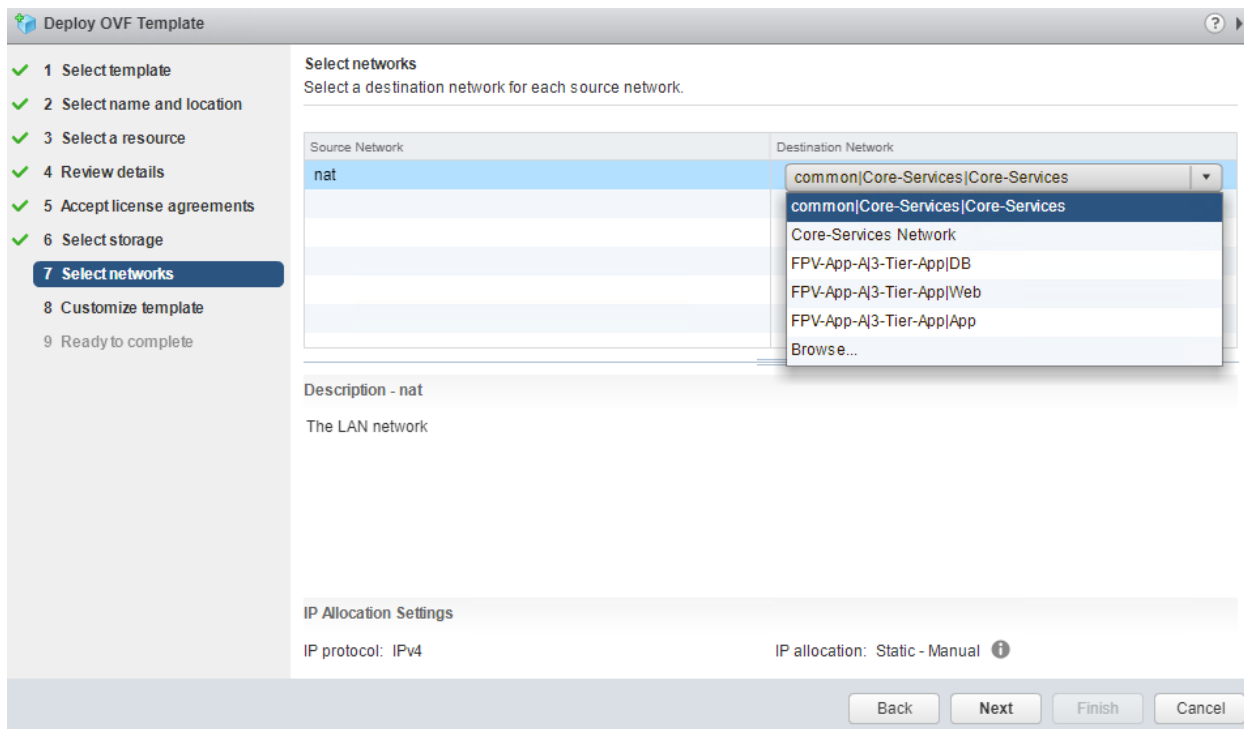 Deploy OVF Template
?
1 Select template
2 Select name and location
3 Select a resource
4 Review details
5 Accept license agreements
6 Select storage
7 Select networks
8 Customize template
9 Ready to complete
Select networks
Select a destination network for each source network.
Source Network Destination Network
nat common|Core-Services|Core-Services
common|Core-Services|Core-Services
Core-Services Network
FPV-App-A|3-Tier-App|DB
FPV-App-A|3-Tier-App|Web
FPV-App-A|3-Tier-App|App
Browse...
Description - nat
The LAN network
IP Allocation Settings
IP protocol: IPv4 IP allocation: Static - Manual i
Back Next Finish Cancel